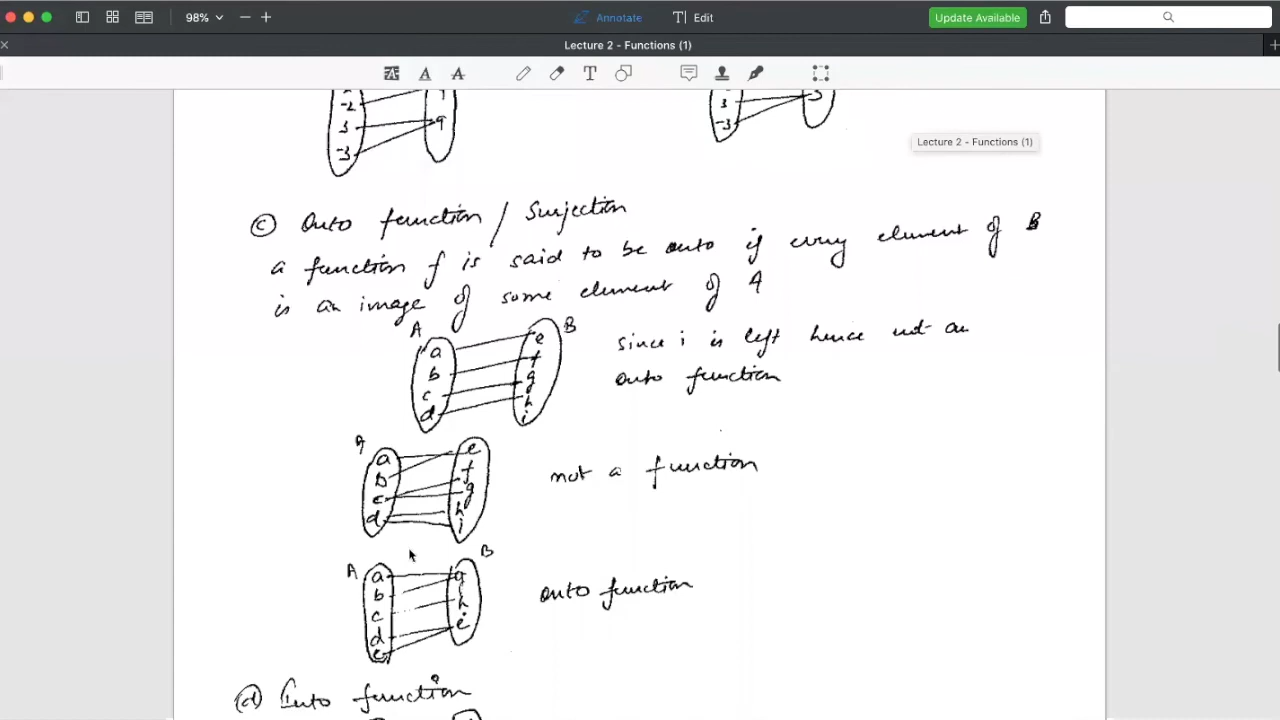 98%
Annotate
Edit
Update Available
Lecture 2 - Functions (1)
Lecture 2 - Functions (1)
-2
3
9
-3
3
-3
3
(c) Onto function / Surjection
a function f is said to be onto if every element of B
is an image of some element of A
A
B
a
b
c
d
e
f
g
h
i
since i is left hence not an
onto function
A
a
b
c
d
e
f
g
h
i
not a function
A
B
a
b
c
d
e
g
h
i
onto function
(d) Into function